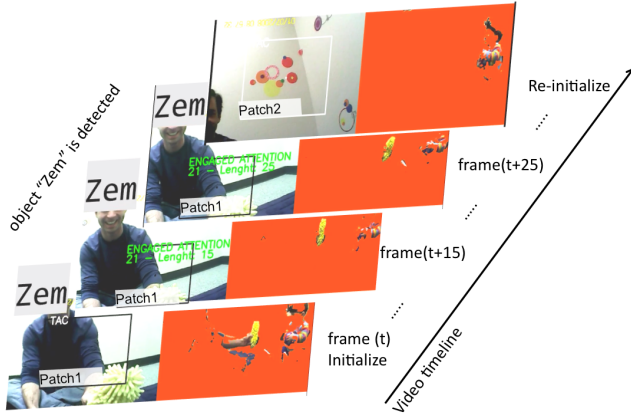 Patch2
Re-initialize
object "Zem" is detected
Zem
ENGAGED ATTENTION
21 - Lenght: 25
Patch1
frame(t+25)
Zem
ENGAGED ATTENTION
21 - Lenght: 15
Patch1
frame(t+15)
Zem
TAC
Patch1
frame (t)
Initialize
Video timeline